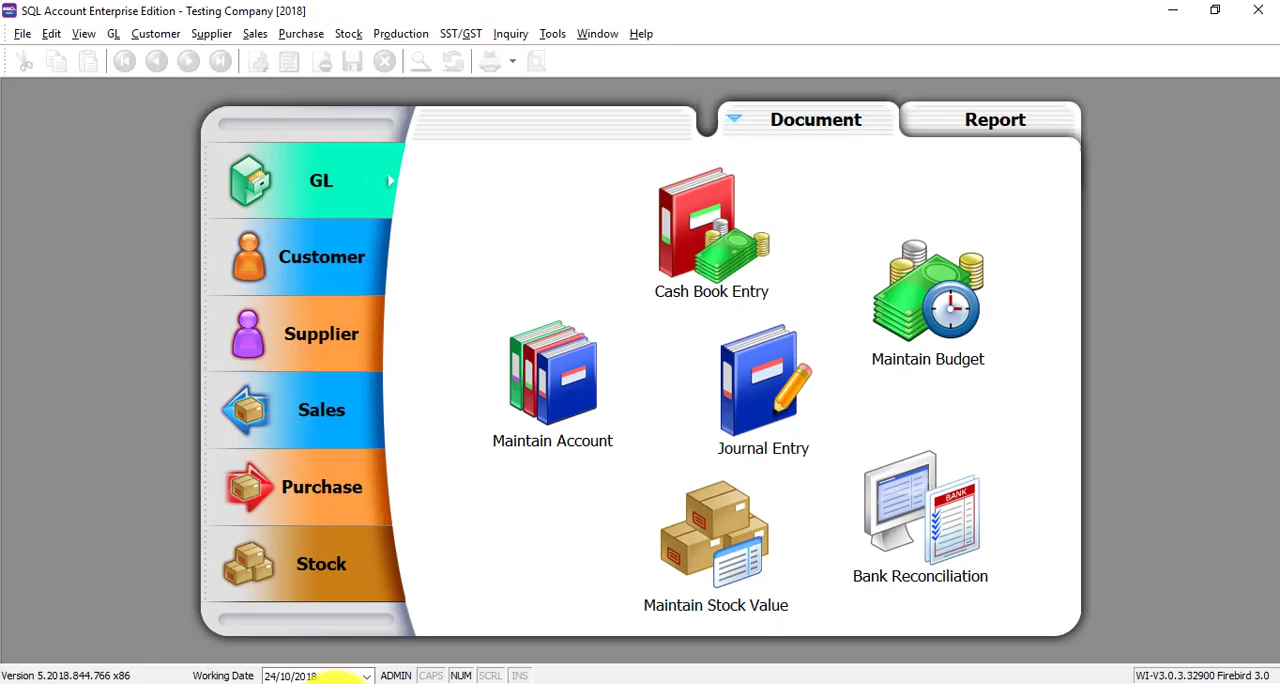 SQL Account Enterprise Edition - Testing Company [2018]
File Edit View GL Customer Supplier Sales Purchase Stock Production SST/GST Inquiry Tools Window Help
Document
Report
GL
Customer
Supplier
Sales
Purchase
Stock
Cash Book Entry
Maintain Budget
Maintain Account
Journal Entry
BANK
Bank Reconciliation
Maintain Stock Value
Version 5.2018.844.766 x86 Working Date 24/10/2018 ADMIN CAPS NUM SCRL INS WI-V3.0.3.32900 Firebird 3.0